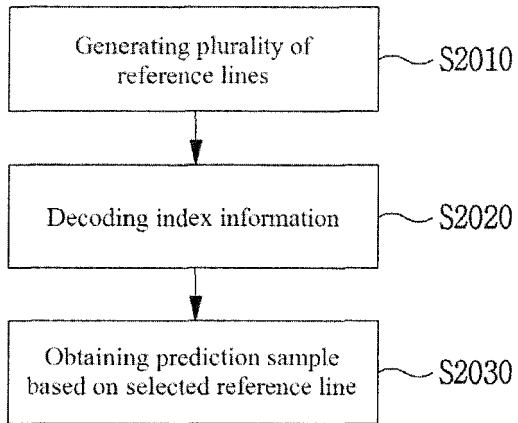 Generating plurality of
reference lines
S2010
Decoding index information
S2020
Obtaining prediction sample
based on selected reference line
S2030